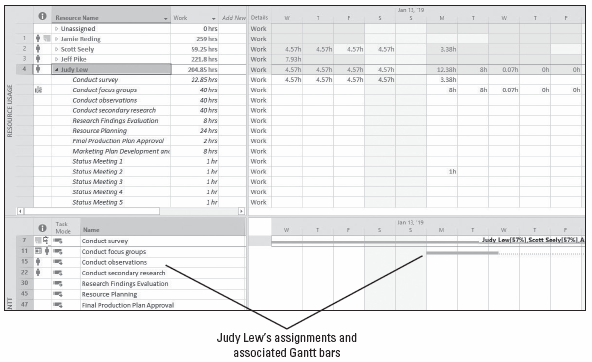 Jan 13, '19
Resource Name Work Add New Details W T F S S M T W T F
Unassigned 0 hrs Work
1 Jamie Reding 259 hrs Work
2 Scott Seely 59.25 hrs Work 4.57h 4.57h 4.57h 4.57h 3.38h
3 Jeff Pike 221.8 hrs Work 7.93h
4 Judy Lew 204.85 hrs Work 4.57h 4.57h 4.57h 4.57h 12.38h 8h 0.07h 0h 0h
Conduct survey 22.85 hrs Work 4.57h 4.57h 4.57h 4.57h 3.38h
Conduct focus groups 40 hrs Work 8h 8h 0.07h 0h 0h
Conduct observations 40 hrs Work
Conduct secondary research 40 hrs Work
Research Findings Evaluation 8 hrs Work
Resource Planning 24 hrs Work
Final Production Plan Approval 2 hrs Work
Marketing Plan Development an 8 hrs Work
Status Meeting 1 1 hr Work
Status Meeting 2 1 hr Work 1h
Status Meeting 3 1 hr Work
Status Meeting 4 1 hr Work
Status Meeting 5 1 hr Work
RESOURCE USAGE
Jan 13, '19
Task Mode Name W T F S S M T W T F
7 Conduct survey Judy Lew[57%],Scott Seely[57%],A
11 Conduct focus groups
15 Conduct observations
22 Conduct secondary research
30 Research Findings Evaluation
45 Resource Planning
47 Final Production Plan Approval
NTT
Judy Lew's assignments and
associated Gantt bars